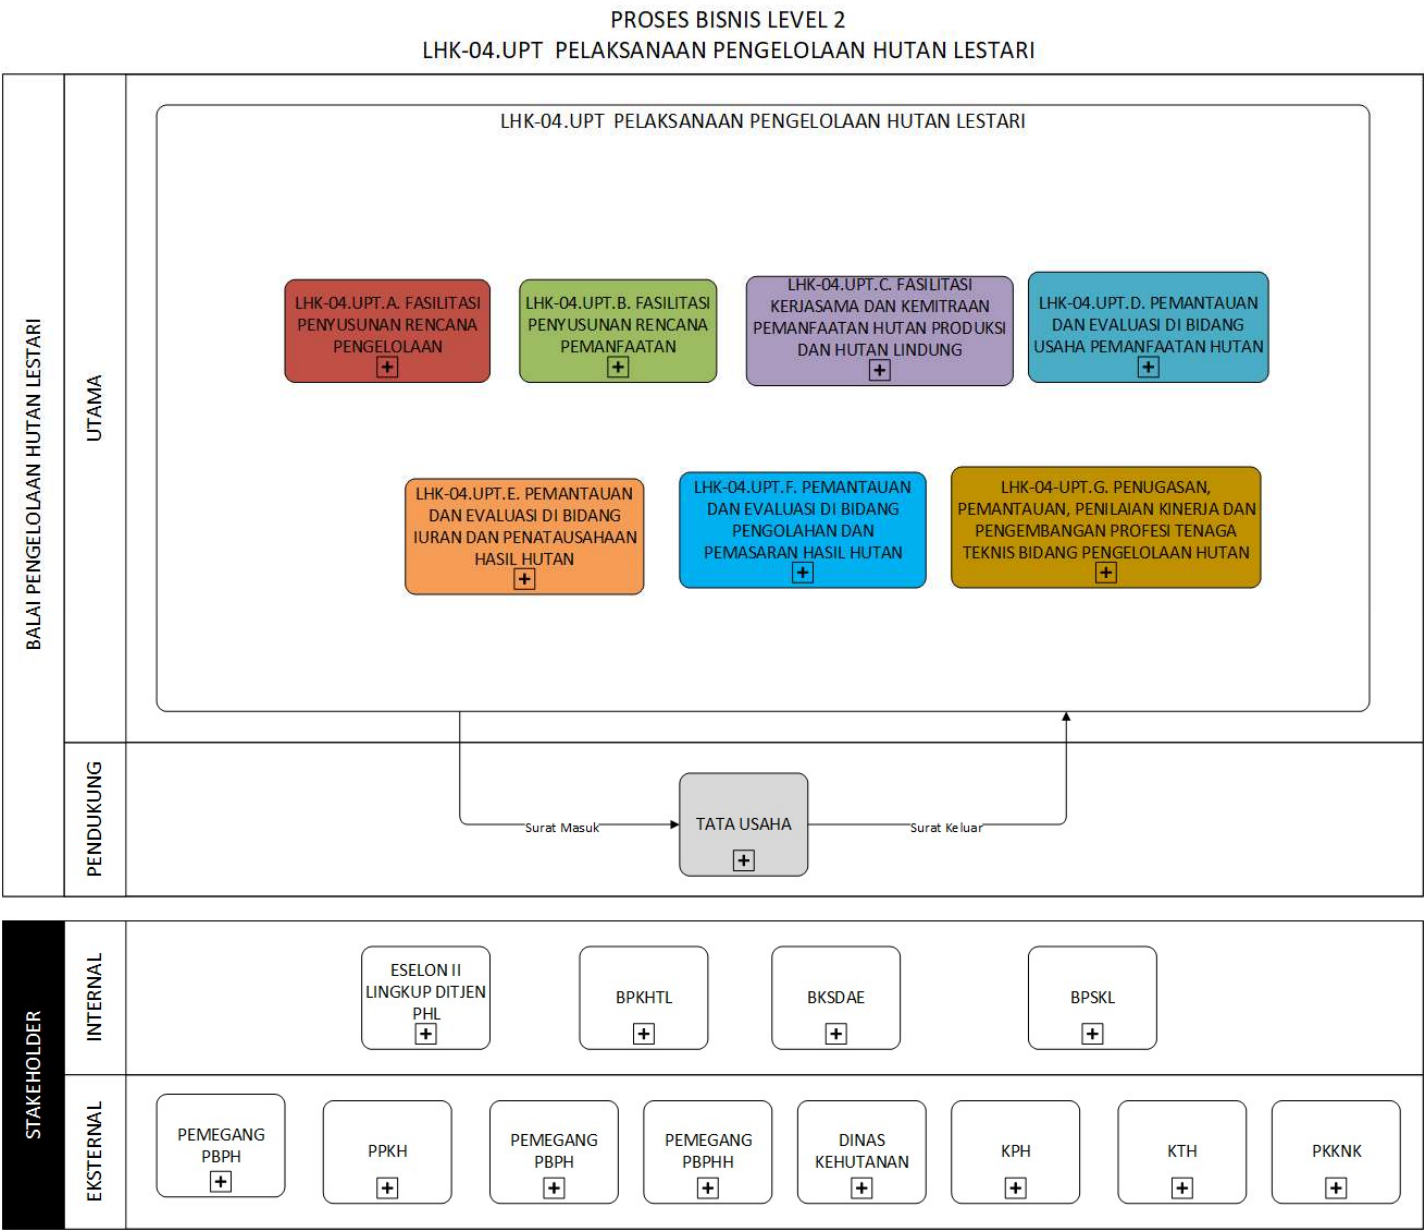 PROSES BISNIS LEVEL 2
LHK-04.UPT PELAKSANAAN PENGELOLAAN HUTAN LESTARI
BALAI PENGELOLAAN HUTAN LESTARI
UTAMA
LHK-04.UPT PELAKSANAAN PENGELOLAAN HUTAN LESTARI
LHK-04.UPT.A. FASILITASI
PENYUSUNAN RENCANA
PENGELOLAAN
LHK-04.UPT.B. FASILITASI
PENYUSUNAN RENCANA
PEMANFAATAN
LHK-04.UPT.C. FASILITASI
KERJASAMA DAN KEMITRAAN
PEMANFAATAN HUTAN PRODUKSI
DAN HUTAN LINDUNG
LHK-04.UPT.D. PEMANTAUAN
DAN EVALUASI DI BIDANG
USAHA PEMANFAATAN HUTAN
LHK-04.UPT.E. PEMANTAUAN
DAN EVALUASI DI BIDANG
IURAN DAN PENATAUSAHAAN
HASIL HUTAN
LHK-04.UPT.F. PEMANTAUAN
DAN EVALUASI DI BIDANG
PENGOLAHAN DAN
PEMASARAN HASIL HUTAN
LHK-04-UPT.G. PENUGASAN,
PEMANTAUAN, PENILAIAN KINERJA DAN
PENGEMBANGAN PROFESI TENAGA
TEKNIS BIDANG PENGELOLAAN HUTAN
PENDUKUNG
Surat Masuk
TATA USAHA
Surat Keluar
STAKEHOLDER
INTERNAL
ESELON II
LINGKUP DITJEN
PHL
BPKHTL
BKSDAE
BPSKL
EKSTERNAL
PEMEGANG
PBPH
PPKH
PEMEGANG
PBPH
PEMEGANG
PBPHH
DINAS
KEHUTANAN
KPH
KTH
PKKNK